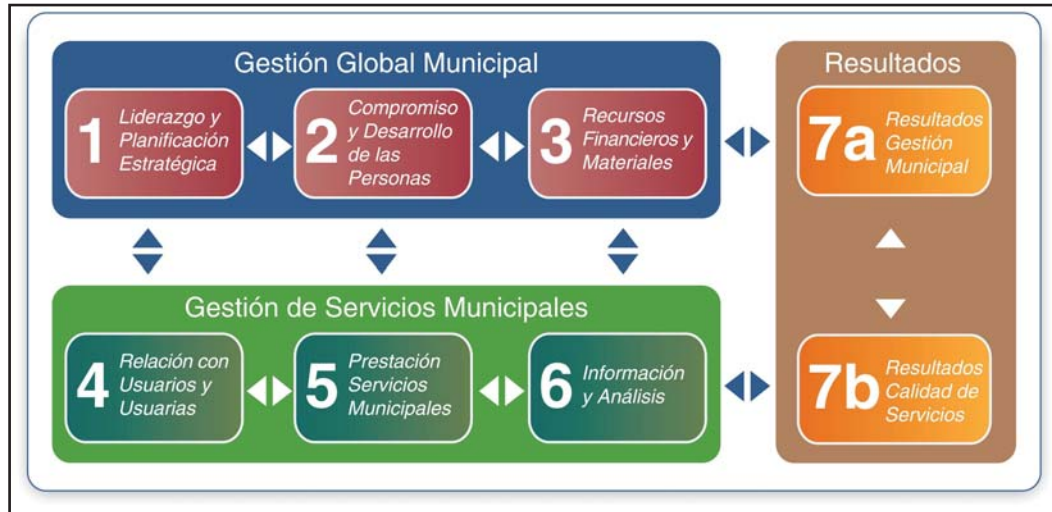 Gestión Global Municipal
1
Liderazgo y
Planificación
Estratégica
2
Compromiso
y Desarrollo
de las
Personas
3
Recursos
Financieros y
Materiales
Resultados
7a
Resultados
Gestión
Municipal
Gestión de Servicios Municipales
4
Relación con
Usuarios y
Usuarias
5
Prestación
Servicios
Municipales
6
Información
y Análisis
7b
Resultados
Calidad de
Servicios